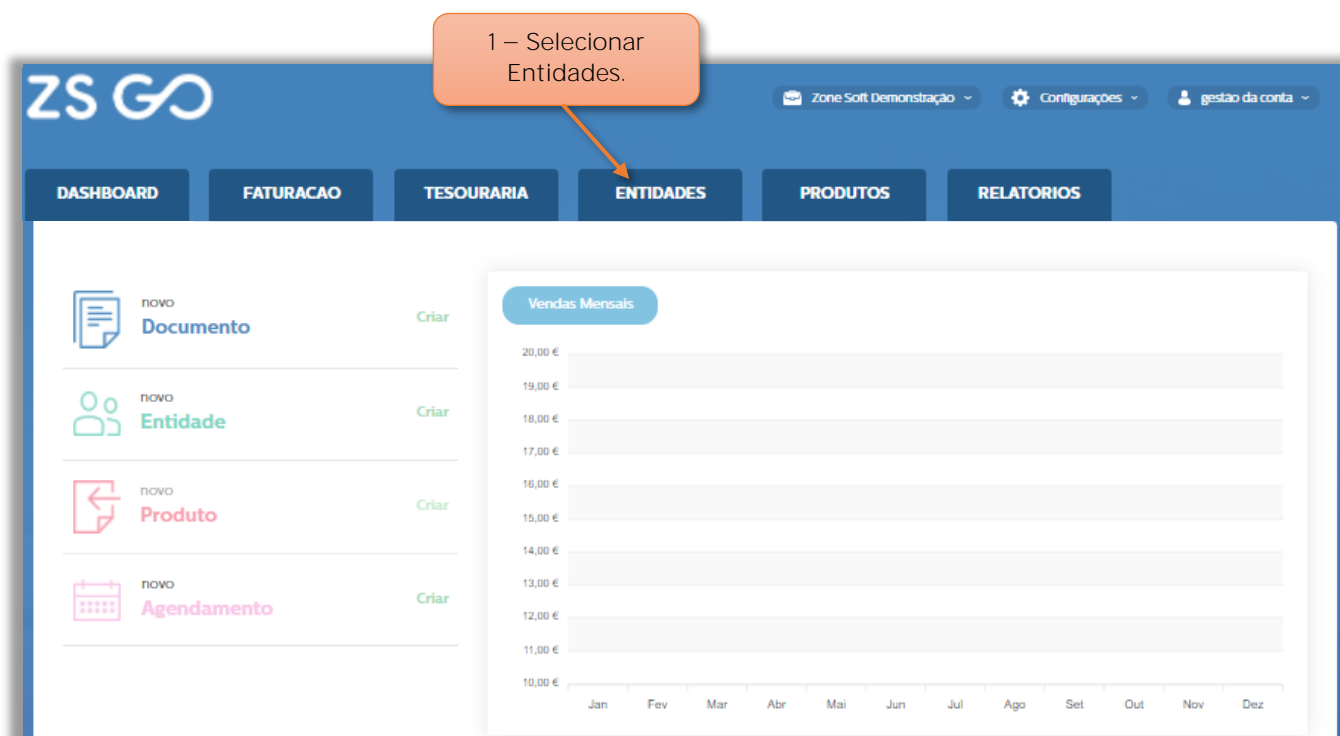 1 – Selecionar
Entidades.
ZS GO
Zone Soft Demonstração
Configurações
gestão da conta
DASHBOARD
FATURACAO
TESOURARIA
ENTIDADES
PRODUTOS
RELATORIOS
novo
Documento
Criar
novo
Entidade
Criar
novo
Produto
Criar
novo
Agendamento
Criar
Vendas Mensais
20,00 €
19,00 €
18,00 €
17,00 €
16,00 €
15,00 €
14,00 €
13,00 €
12,00 €
11,00 €
10,00 €
Jan Fev Mar Abr Mai Jun Jul Ago Set Out Nov Dez